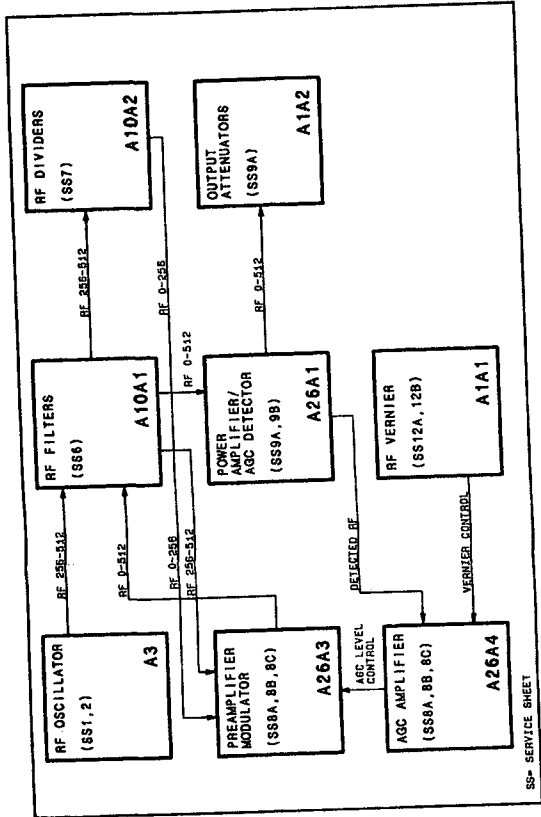 RF OSCILLATOR
(SS1,2)
A3
RF 256-512
RF FILTERS
(SS6)
A10A1
RF 256-512
RF DIVIDERS
(SS7)
A10A2
RF 0-512
RF 0-256
RF 256-512
RF 0-512
RF 0-256
PREAMPLIFIER
MODULATOR
(SS8A,8B,8C)
A26A3
POWER
AMPLIFIER/
AGC DETECTOR
(SS9A,9B)
A26A1
RF 0-512
OUTPUT
ATTENUATORS
(SS9A)
A1A2
AGC LEVEL
CONTROL
DETECTED RF
AGC AMPLIFIER
(SS8A,8B,8C)
A26A4
VERNIER CONTROL
RF VERNIER
(SS12A,12B)
A1A1
SS= SERVICE SHEET